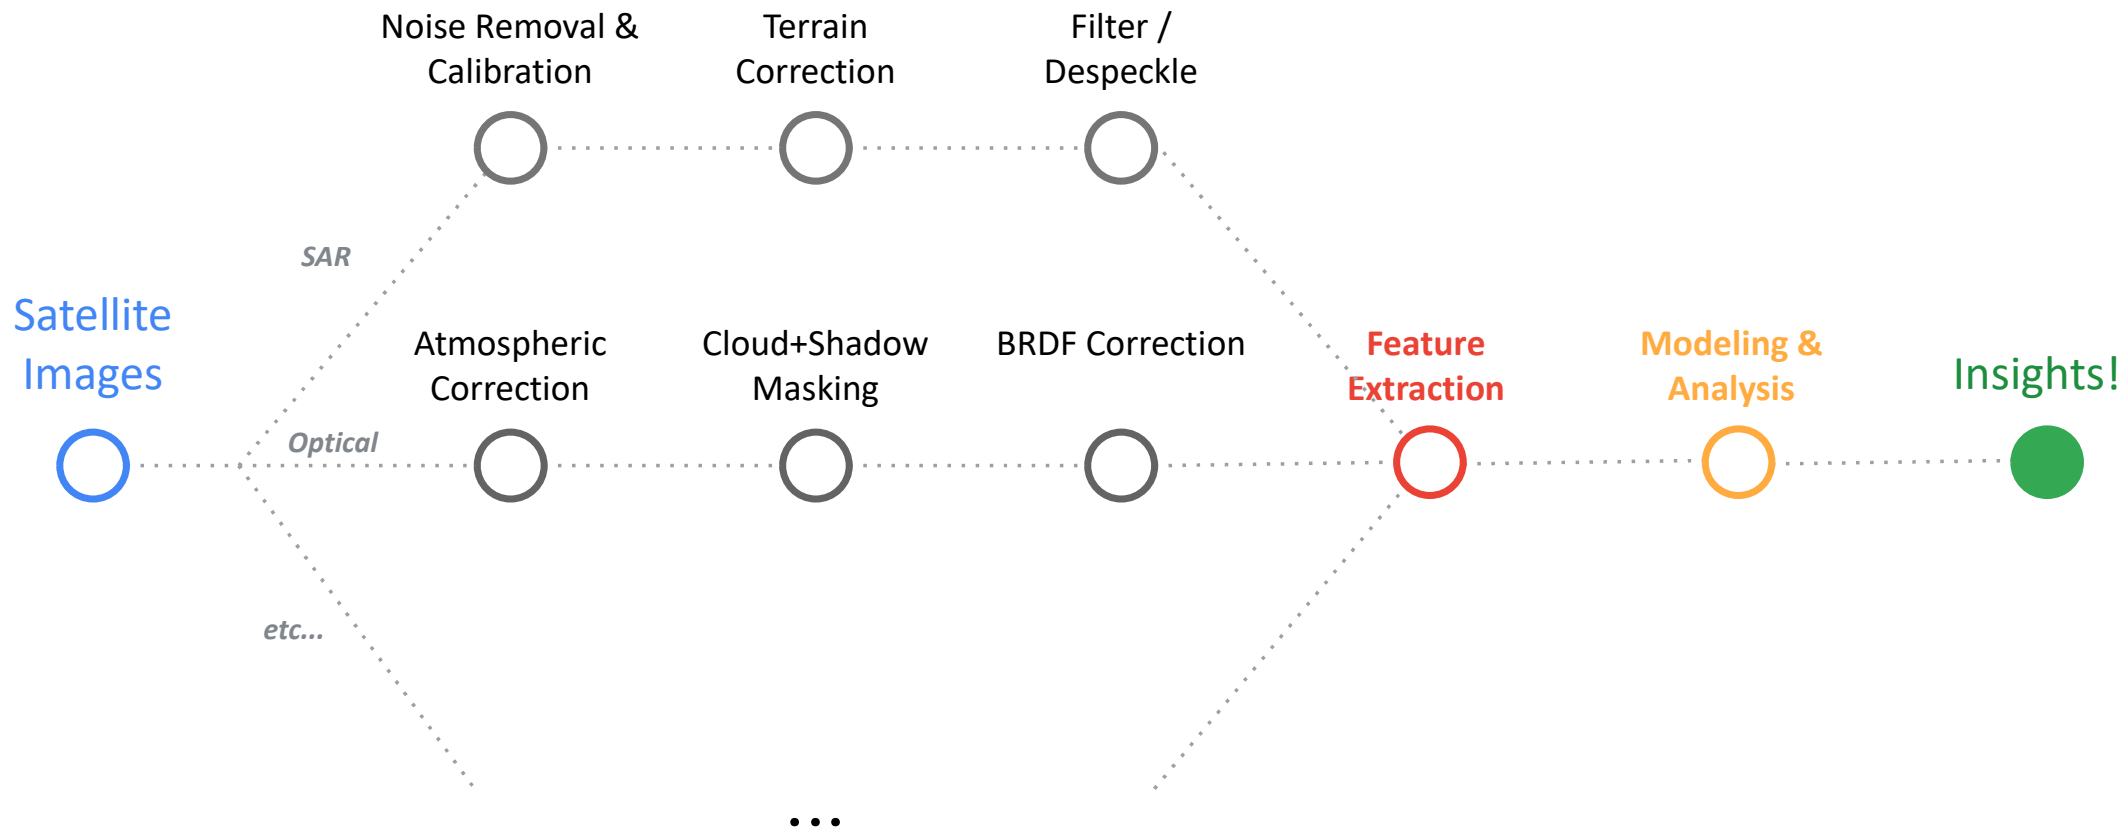 Noise Removal &
Calibration
Terrain
Correction
Filter /
Despeckle
SAR
Satellite
Images
Optical
Atmospheric
Correction
Cloud+Shadow
Masking
BRDF Correction
Feature
Extraction
Modeling &
Analysis
Insights!
etc...
...